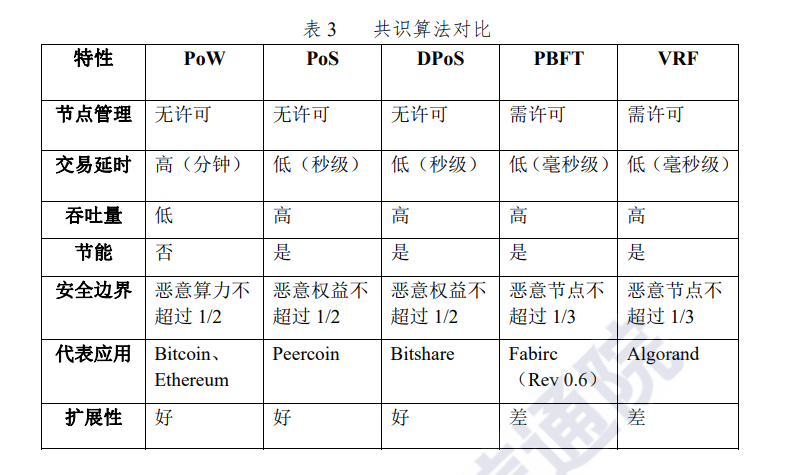 表 3 共识算法对比
特性 PoW PoS DPoS PBFT VRF
节点管理 无许可 无许可 无许可 需许可 需许可
交易延时 高（分钟） 低（秒级） 低（秒级） 低（毫秒级） 低（毫秒级）
吞吐量 低 高 高 高 高
节能 否 是 是 是 是
安全边界 恶意算力不 恶意权益不 恶意权益不 恶意节点不 恶意节点不
超过 1/2 超过 1/2 超过 1/2 超过 1/3 超过 1/3
代表应用 Bitcoin、 Peercoin Bitshare Fabirc Algorand
Ethereum （Rev 0.6）
扩展性 好 好 好 差 差
通院